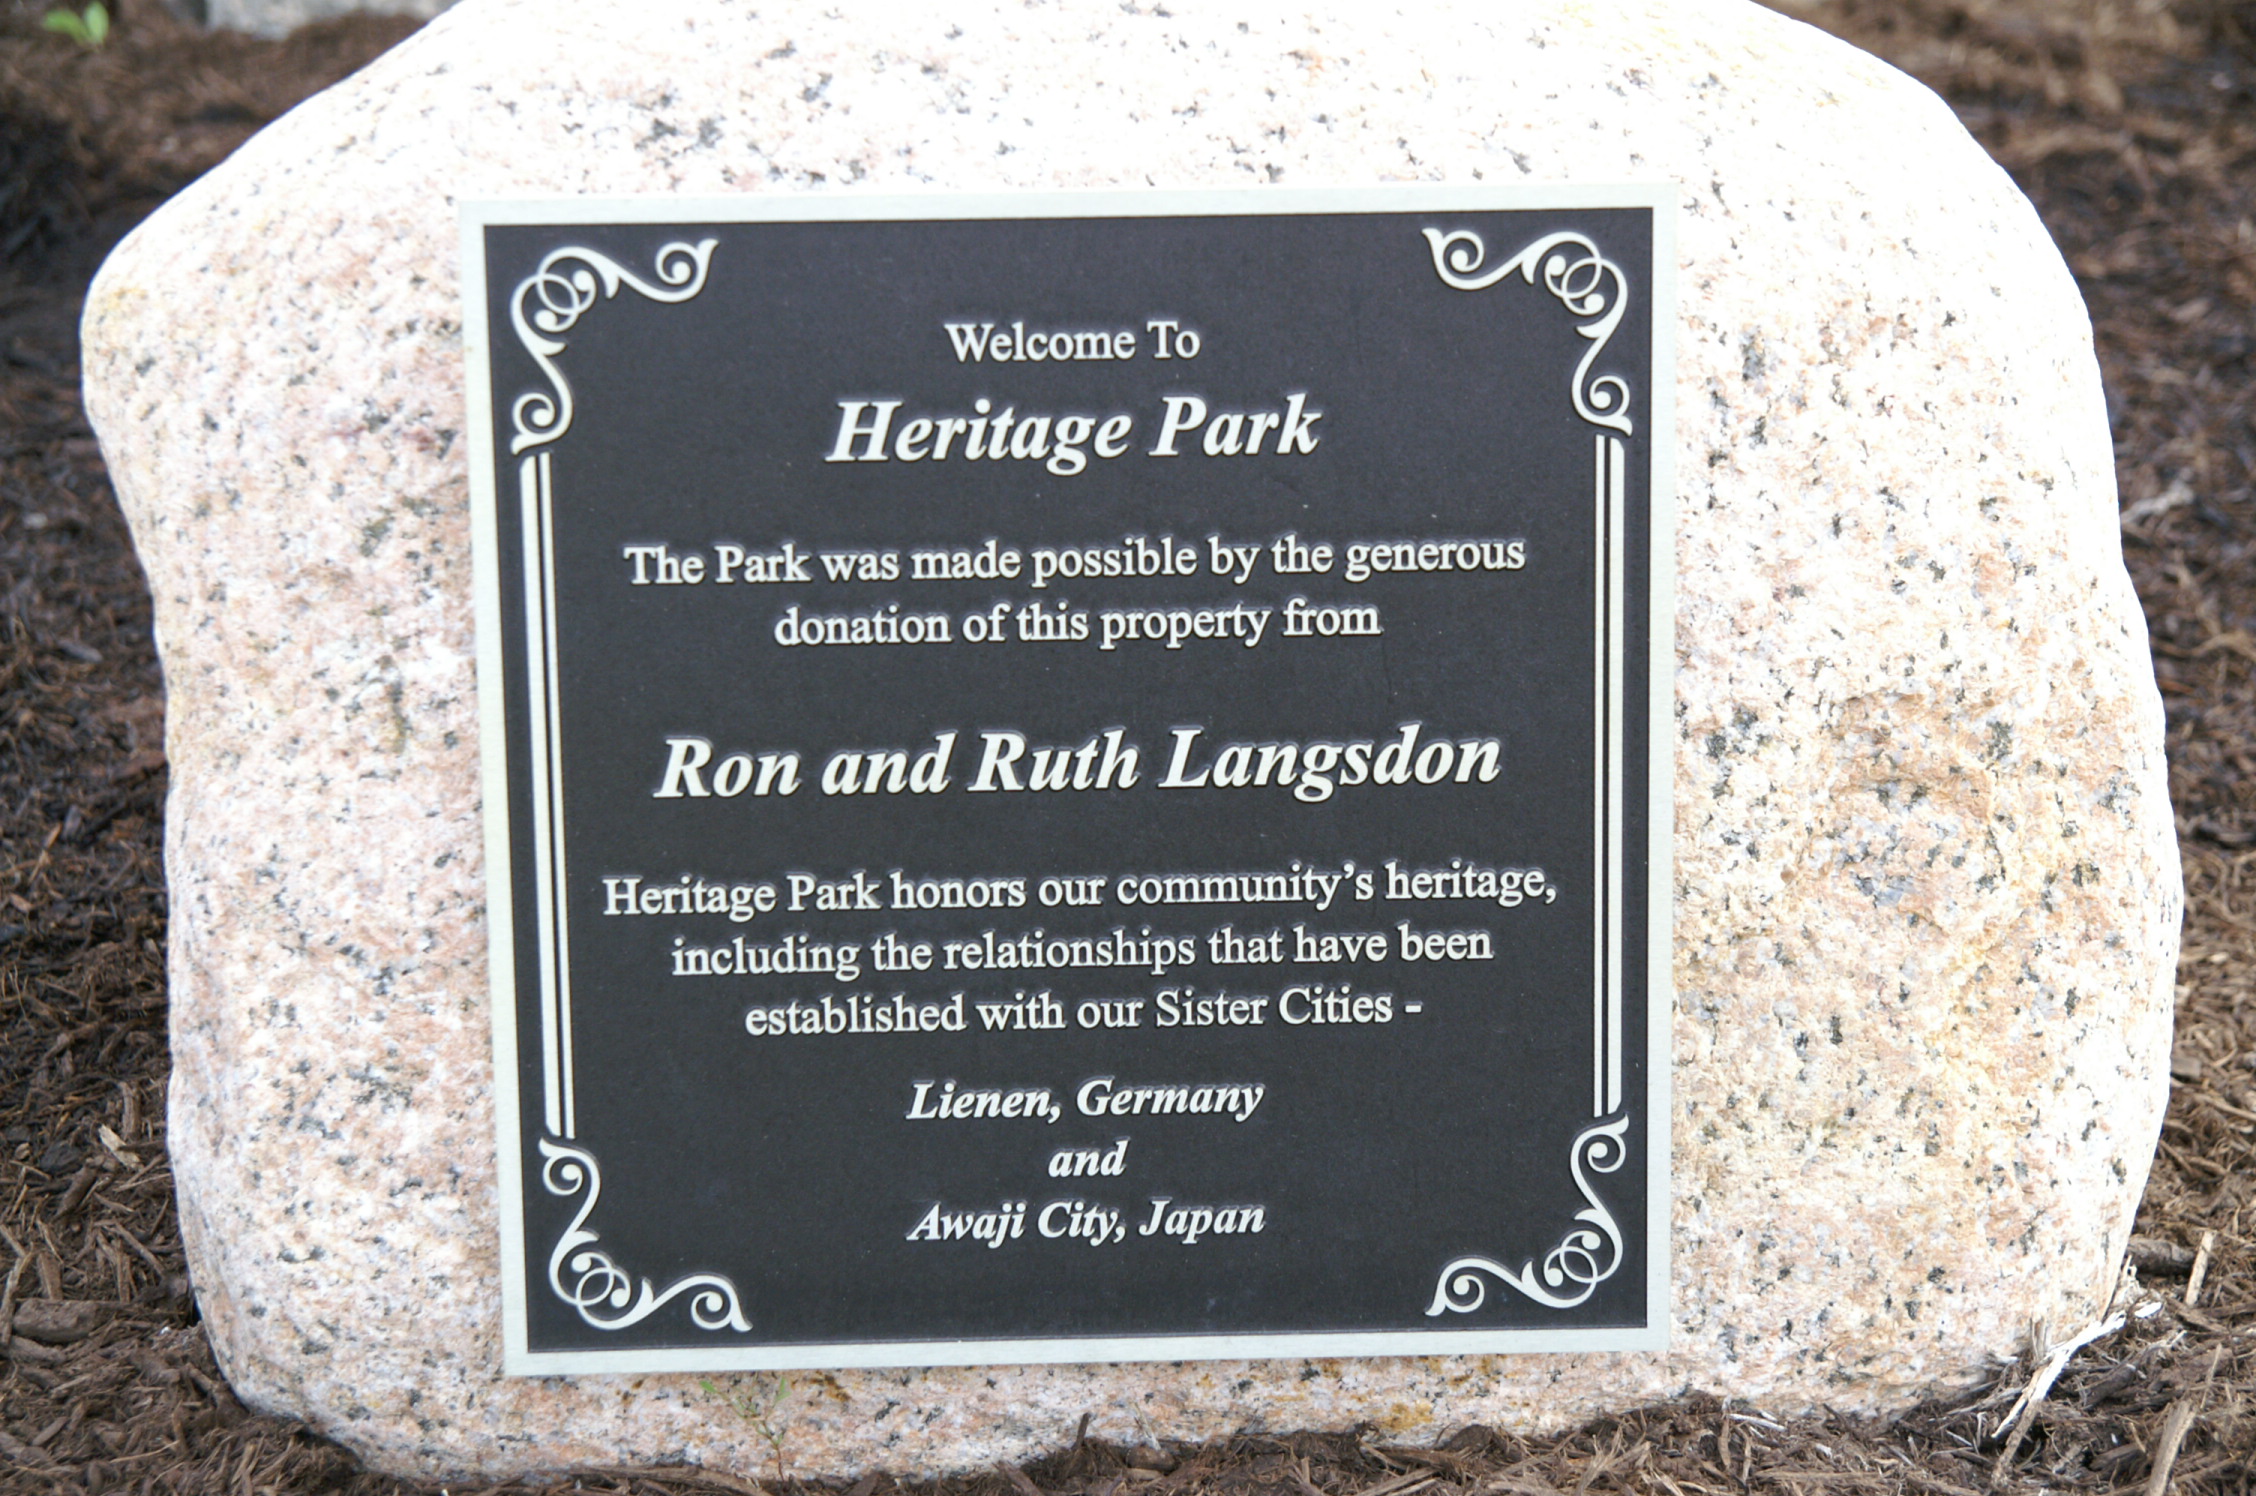 Welcome To
Heritage Park
The Park was made possible by the generous
donation of this property from
Ron and Ruth Langsdon
Heritage Park honors our community's heritage,
including the relationships that have been
established with our Sister Cities -
Lienen, Germany
and
Awaji City, Japan